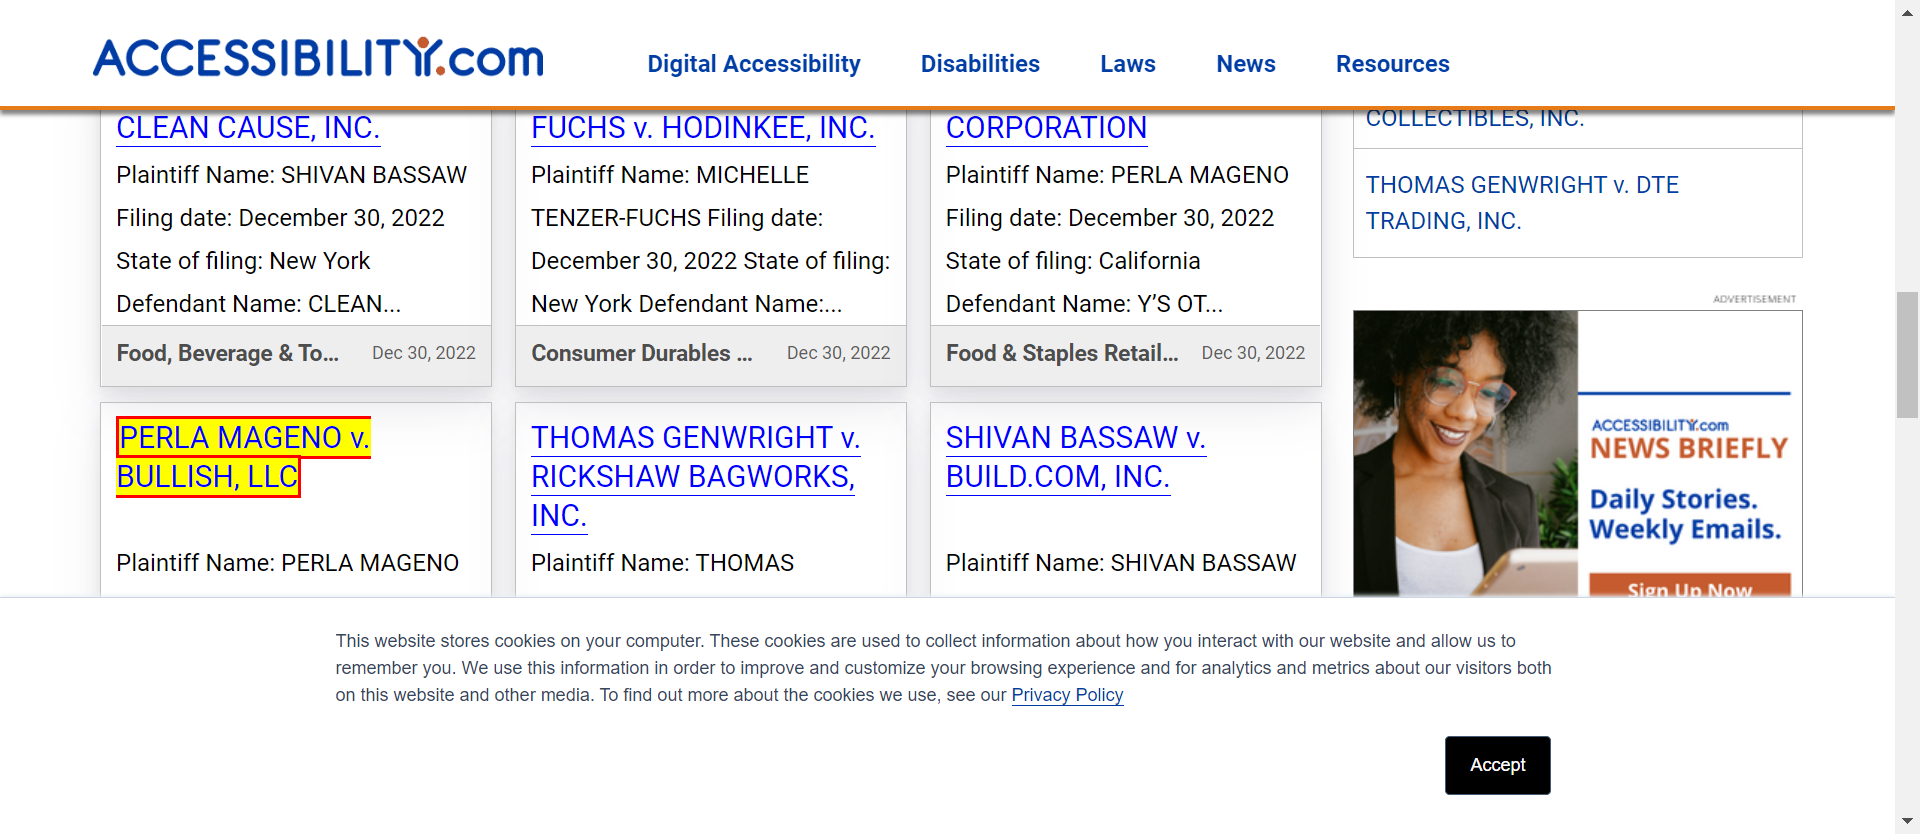 ACCESSIBILITY.com
Digital Accessibility
Disabilities
Laws
News
Resources
CLEAN CAUSE, INC.
Plaintiff Name: SHIVAN BASSAW
Filing date: December 30, 2022
State of filing: New York
Defendant Name: CLEAN...
Food, Beverage & To...
Dec 30, 2022
FUCHS v. HODINKEE, INC.
Plaintiff Name: MICHELLE
TENZER-FUCHS Filing date:
December 30, 2022 State of filing:
New York Defendant Name:...
Consumer Durables ...
Dec 30, 2022
CORPORATION
Plaintiff Name: PERLA MAGENO
Filing date: December 30, 2022
State of filing: California
Defendant Name: Y’S OT...
Food & Staples Retail...
Dec 30, 2022
PERLA MAGENO v.
BULLISH, LLC
Plaintiff Name: PERLA MAGENO
THOMAS GENWRIGHT v.
RICKSHAW BAGWORKS,
INC.
Plaintiff Name: THOMAS
SHIVAN BASSAW v.
BUILD.COM, INC.
Plaintiff Name: SHIVAN BASSAW
COLLECTIBLES, INC.
THOMAS GENWRIGHT v. DTE
TRADING, INC.
ADVERTISEMENT
ACCESSIBILITY.com
NEWS BRIEFLY
Daily Stories.
Weekly Emails.
Sign Up Now
This website stores cookies on your computer. These cookies are used to collect information about how you interact with our website and allow us to
remember you. We use this information in order to improve and customize your browsing experience and for analytics and metrics about our visitors both
on this website and other media. To find out more about the cookies we use, see our Privacy Policy
Accept